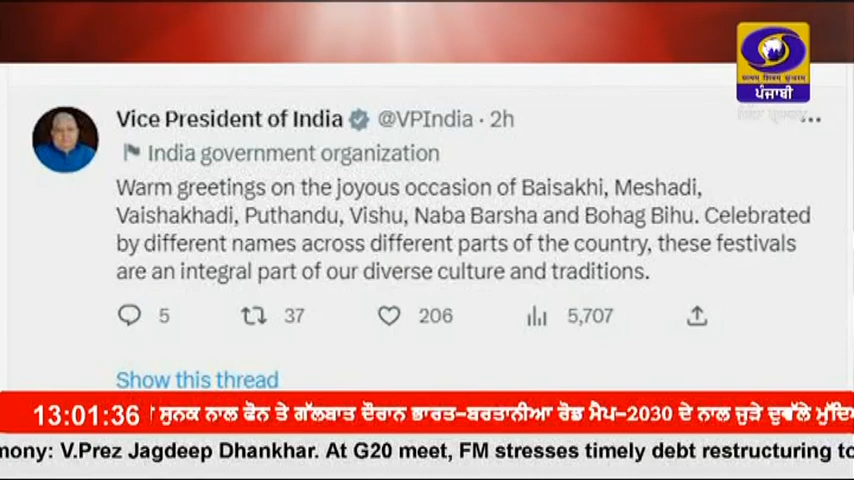 ਪੰਜਾਬੀ
Vice President of India @VPIndia · 2h
India government organization
Warm greetings on the joyous occasion of Baisakhi, Meshadi,
Vaishakhadi, Puthandu, Vishu, Naba Barsha and Bohag Bihu. Celebrated
by different names across different parts of the country, these festivals
are an integral part of our diverse culture and traditions.
5 37 206 5,707
Show this thread
13:01:36 ਸੁਨਕ ਨਾਲ ਫੋਨ ਤੇ ਗੱਲਬਾਤ ਦੌਰਾਨ ਭਾਰਤ-ਬਰਤਾਨੀਆ ਰੋਡ ਮੈਪ-2030 ਦੇ ਨਾਲ ਜੁੜੇ ਦੁਵੱਲੇ
mony: V.Prez Jagdeep Dhankhar. At G20 meet, FM stresses timely debt restructuring to